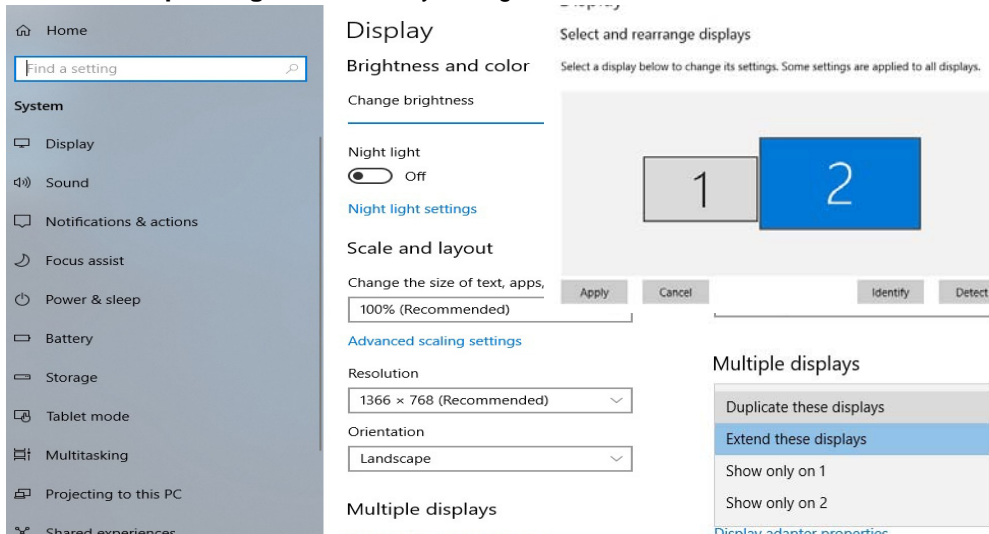 Home
Find a setting
System
Display
Sound
Notifications & actions
Focus assist
Power & sleep
Battery
Storage
Tablet mode
Multitasking
Projecting to this PC
Shared experiences
Display
Brightness and color
Change brightness
Night light
Off
Night light settings
Scale and layout
Change the size of text, apps,
100% (Recommended)
Advanced scaling settings
Resolution
1366 × 768 (Recommended)
Orientation
Landscape
Multiple displays
Select and rearrange displays
Select a display below to change its settings. Some settings are applied to all displays.
1
2
Apply
Cancel
Identify
Detect
Multiple displays
Duplicate these displays
Extend these displays
Show only on 1
Show only on 2
Display adapter properties